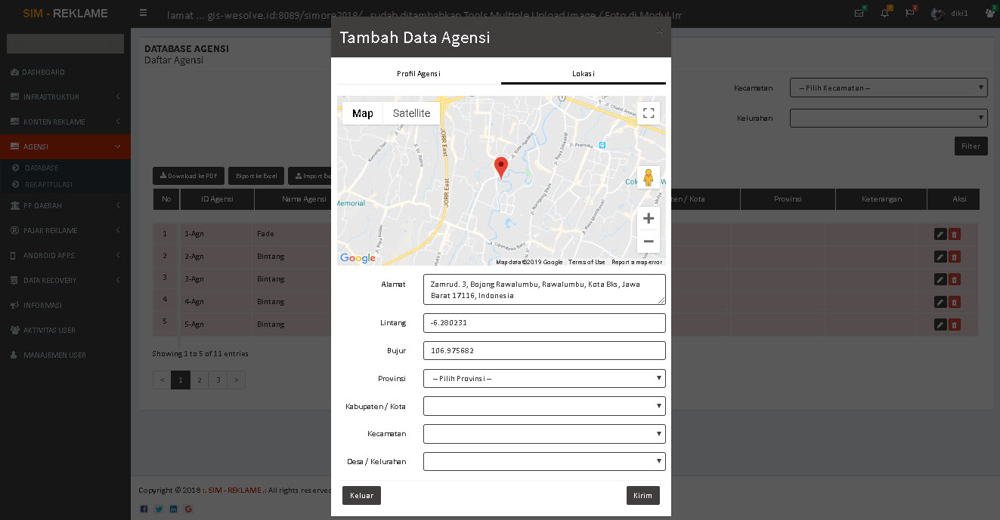 SIM - REKLAME
lamat ... gis-wesolve.id:8089/simore2018/.. sudah ditambahkan Tools Multiple Upload Image / Foto di Modul Im
diki1
DASHBOARD
INFRASTRUKTUR
KONTEN REKLAME
AGENSI
DATABASE
REKAPITULASI
PP DAERAH
PAJAK REKLAME
ANDROID APPS
DATA RECOVERY
INFORMASI
AKTIVITAS USER
MANAJEMEN USER
DATABASE AGENSI
Daftar Agensi
Kecamatan
-- Pilih Kecamatan --
Kelurahan
Filter
Download ke PDF
Export ke Excel
Import Ex
No
ID Agensi
Nama Agensi
en / Kota
Provinsi
Keterangan
Aksi
1
1-Agn
Fade
2
2-Agn
Bintang
3
3-Agn
Bintang
4
4-Agn
Bintang
5
5-Agn
Bintang
Showing 1 to 5 of 11 entries
< 1 2 3 >
Copyright © 2018 :. SIM - REKLAME .: All rights reserved
Tambah Data Agensi
×
Profil Agensi
Lokasi
Map
Satellite
JORR East
JORR East
Memorial
Jl. Pramuka
Google
Map data ©2019 Google
Terms of Use
Report a map error
Alamat
Zamrud. 3, Bojong Rawalumbu, Rawalumbu, Kota Bks, Jawa
Barat 17116, Indonesia
Lintang
-6.280231
Bujur
106.975682
Provinsi
-- Pilih Provinsi --
Kabupaten / Kota
Kecamatan
Desa / Kelurahan
Keluar
Kirim